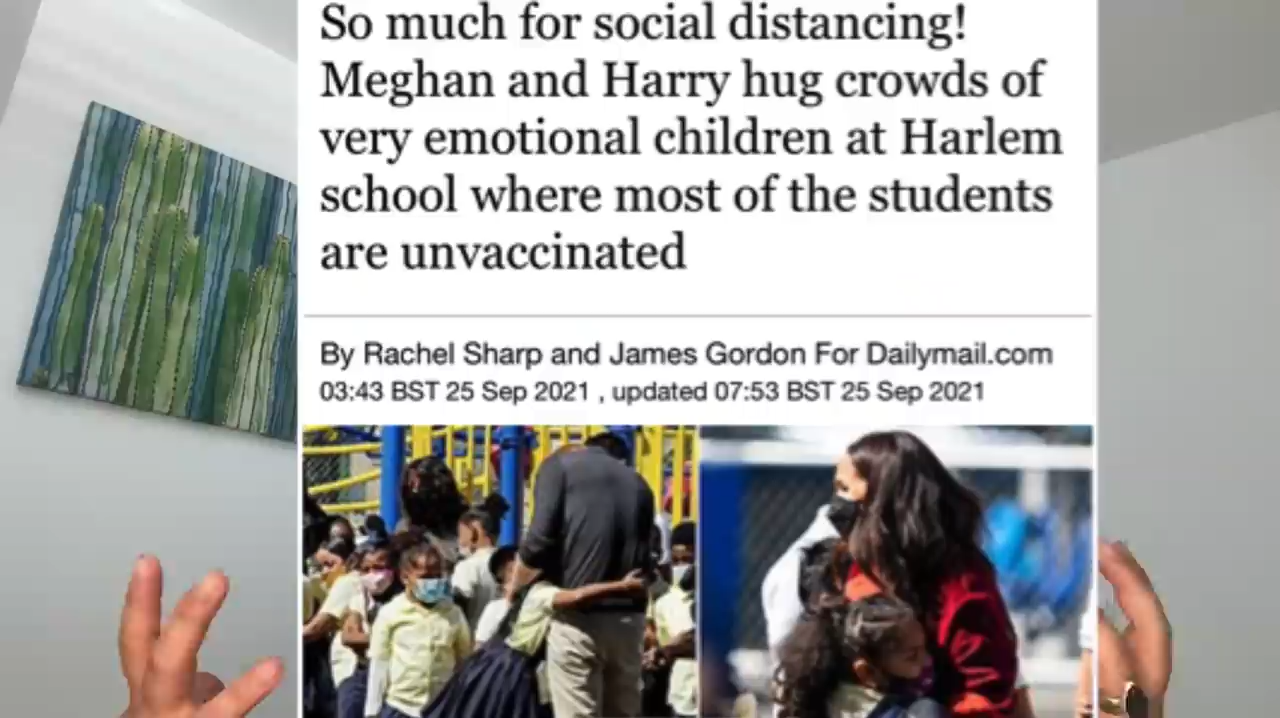 So much for social distancing!
Meghan and Harry hug crowds of
very emotional children at Harlem
school where most of the students
are unvaccinated
By Rachel Sharp and James Gordon For Dailymail.com
03:43 BST 25 Sep 2021 , updated 07:53 BST 25 Sep 2021